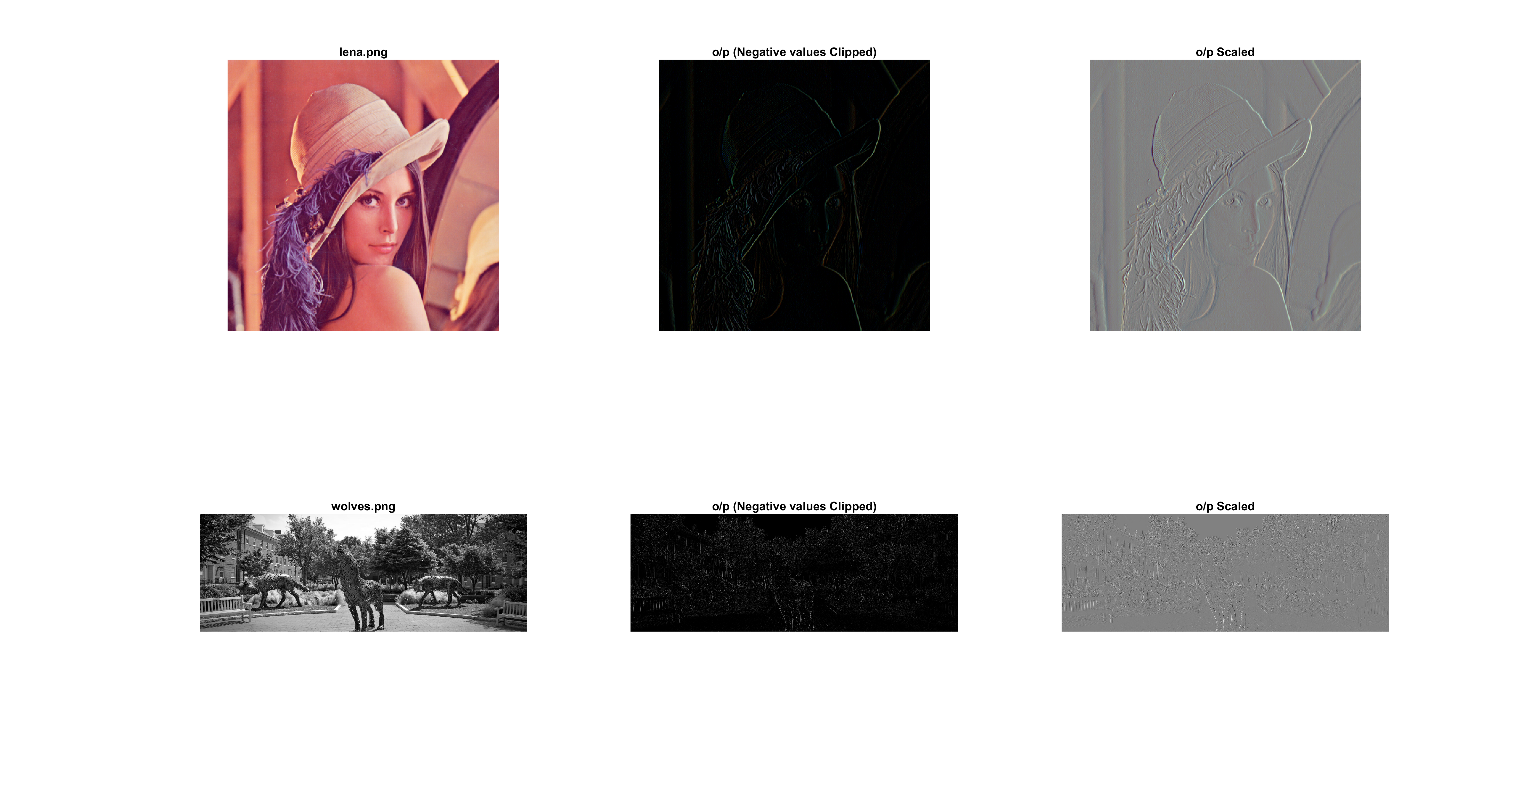 lena.png
o/p (Negative values Clipped)
o/p Scaled
wolves.png
o/p (Negative values Clipped)
o/p Scaled